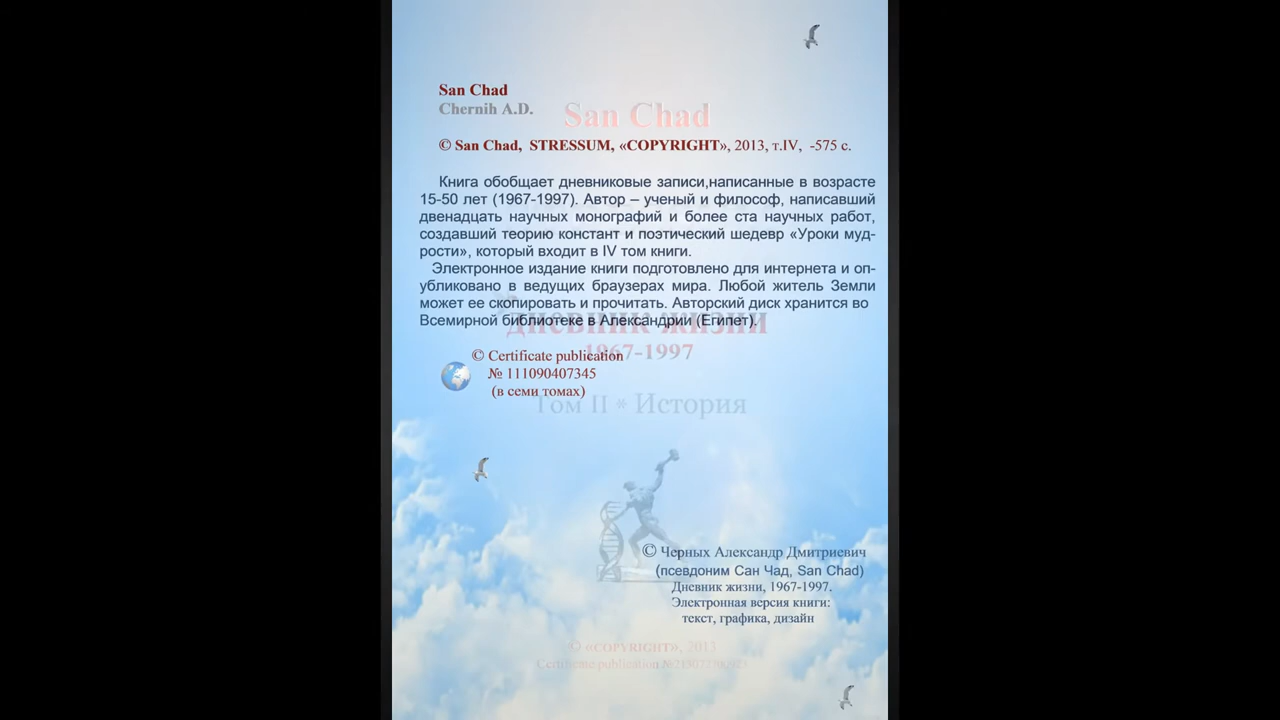 San Chad
Chernih A.D.
San Chad
© San Chad, STRESSUM, «COPYRIGHT», 2013, т.IV, -575 с.
Книга обобщает дневниковые записи,написанные в возрасте
15-50 лет (1967-1997). Автор – ученый и философ, написавший
двенадцать научных монографий и более ста научных работ,
создавший теорию констант и поэтический шедевр «Уроки муд-
рости», который входит в IV том книги.
Электронное издание книги подготовлено для интернета и оп-
убликовано в ведущих браузерах мира. Любой житель Земли
может ее скопировать и прочитать. Авторский диск хранится во
Всемирной библиотеке в Александрии (Египет).
Дневник жизни
1967-1997
© Certificate publication
№ 111090407345
(в семи томах)
Том II * История
© Черных Александр Дмитриевич
(псевдоним Сан Чад, San Chad)
Дневник жизни, 1967-1997.
Электронная версия книги:
текст, графика, дизайн
© «COPYRIGHT», 2013
Certificate publication